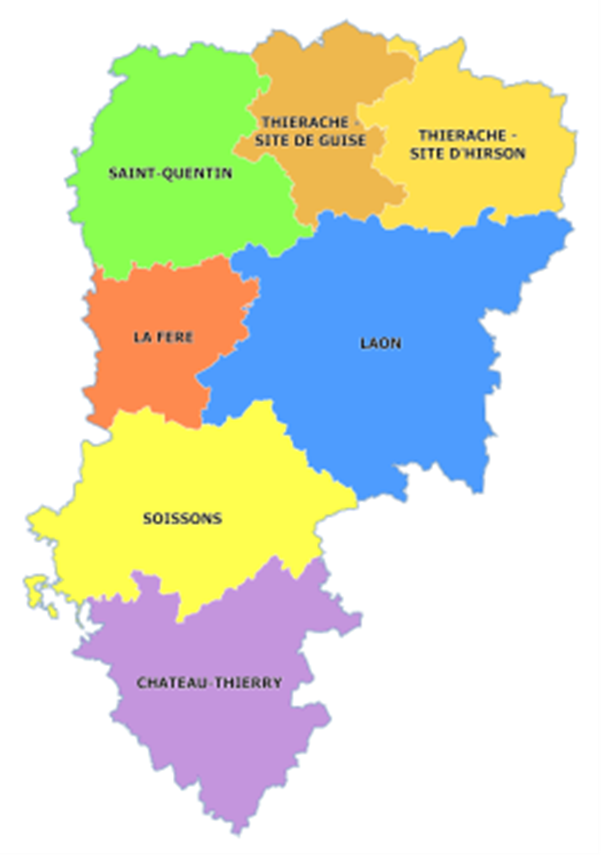 THIERACHE -
SITE DE GUISE
THIERACHE -
SITE D'HIRSON
SAINT-QUENTIN
LA FERE
LAON
SOISSONS
CHATEAU-THIERRY